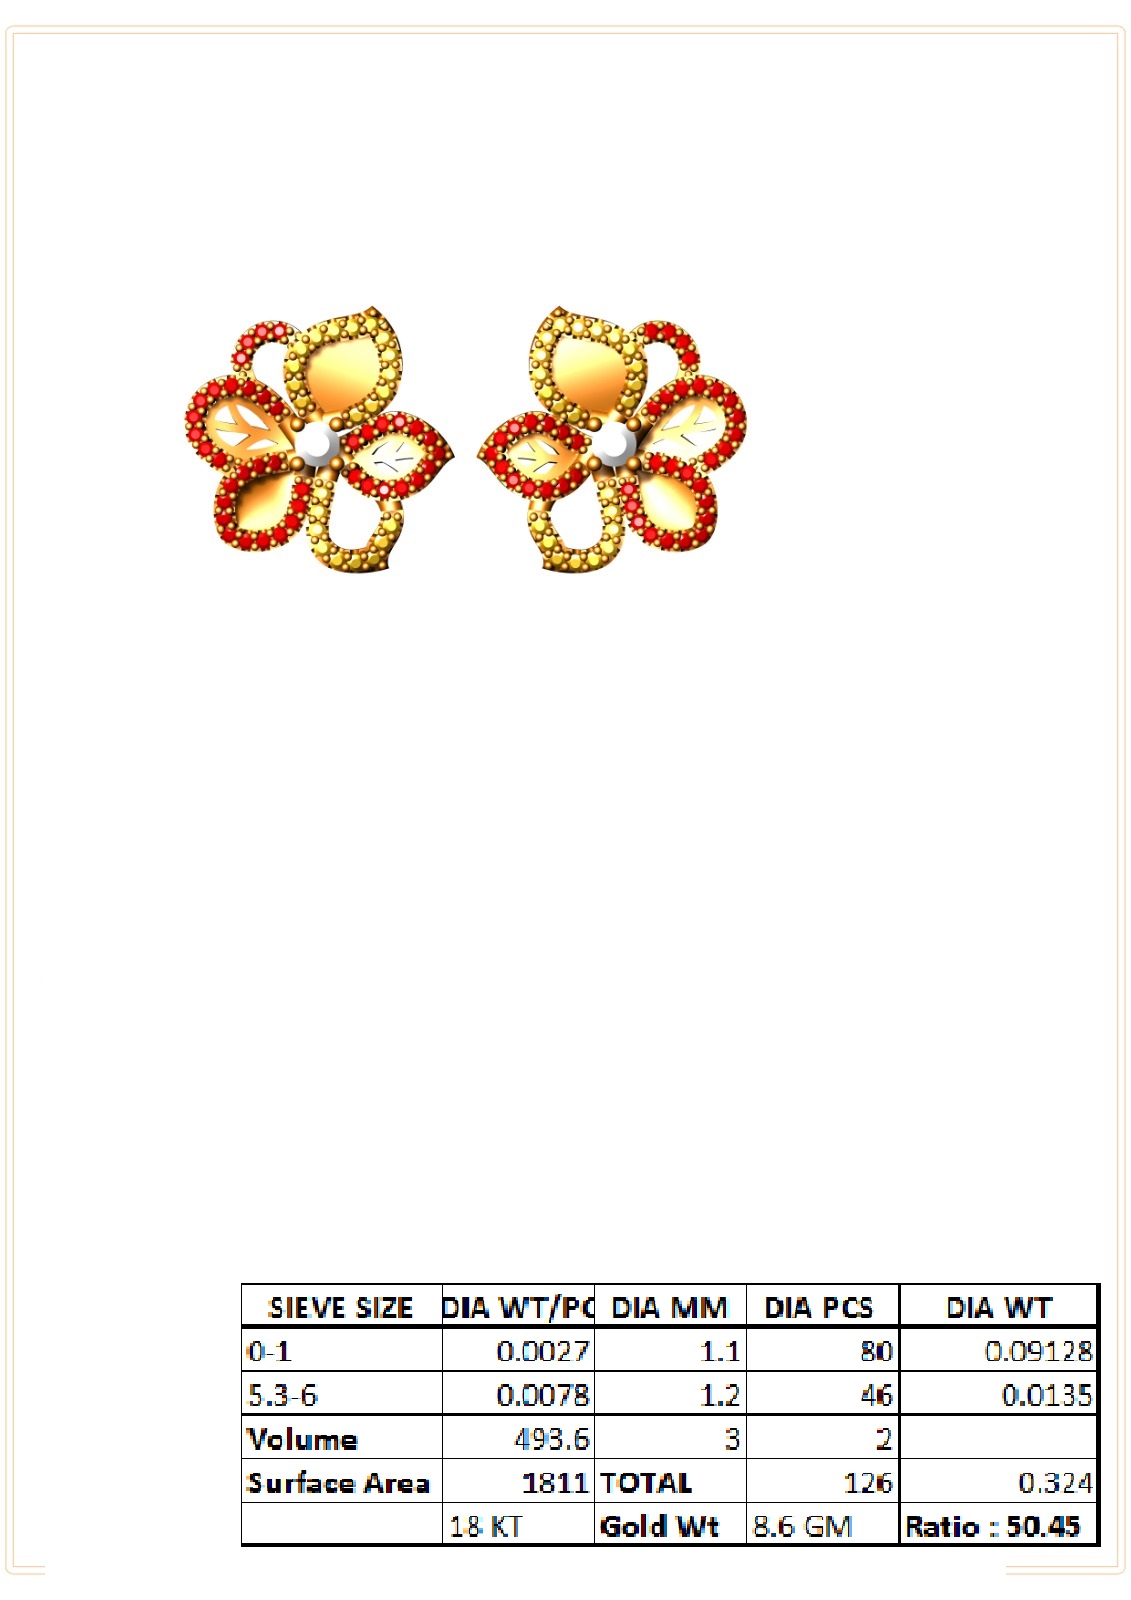 SIEVE SIZE DIA WT/PC DIA MM DIA PCS DIA WT
0-1 0.0027 1.1 80 0.09128
5.3-6 0.0078 1.2 46 0.0135
Volume 493.6 3 2
Surface Area 1811 TOTAL 126 0.324
18 KT Gold Wt 8.6 GM Ratio : 50.45